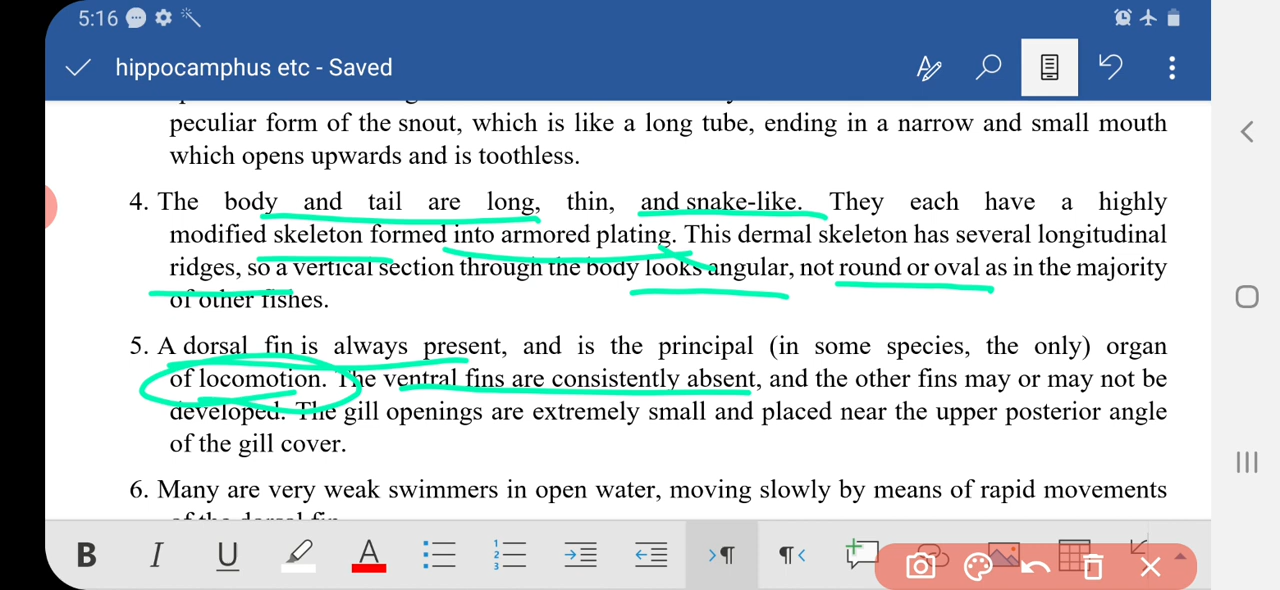 5:16
hippocamphus etc - Saved
peculiar form of the snout, which is like a long tube, ending in a narrow and small mouth
which opens upwards and is toothless.
4. The body and tail are long, thin, and snake-like. They each have a highly
modified skeleton formed into armored plating. This dermal skeleton has several longitudinal
ridges, so a vertical section through the body looks angular, not round or oval as in the majority
of other fishes.
5. A dorsal fin is always present, and is the principal (in some species, the only) organ
of locomotion. The ventral fins are consistently absent, and the other fins may or may not be
developed. The gill openings are extremely small and placed near the upper posterior angle
of the gill cover.
6. Many are very weak swimmers in open water, moving slowly by means of rapid movements
of the dorsal fin
B I U A